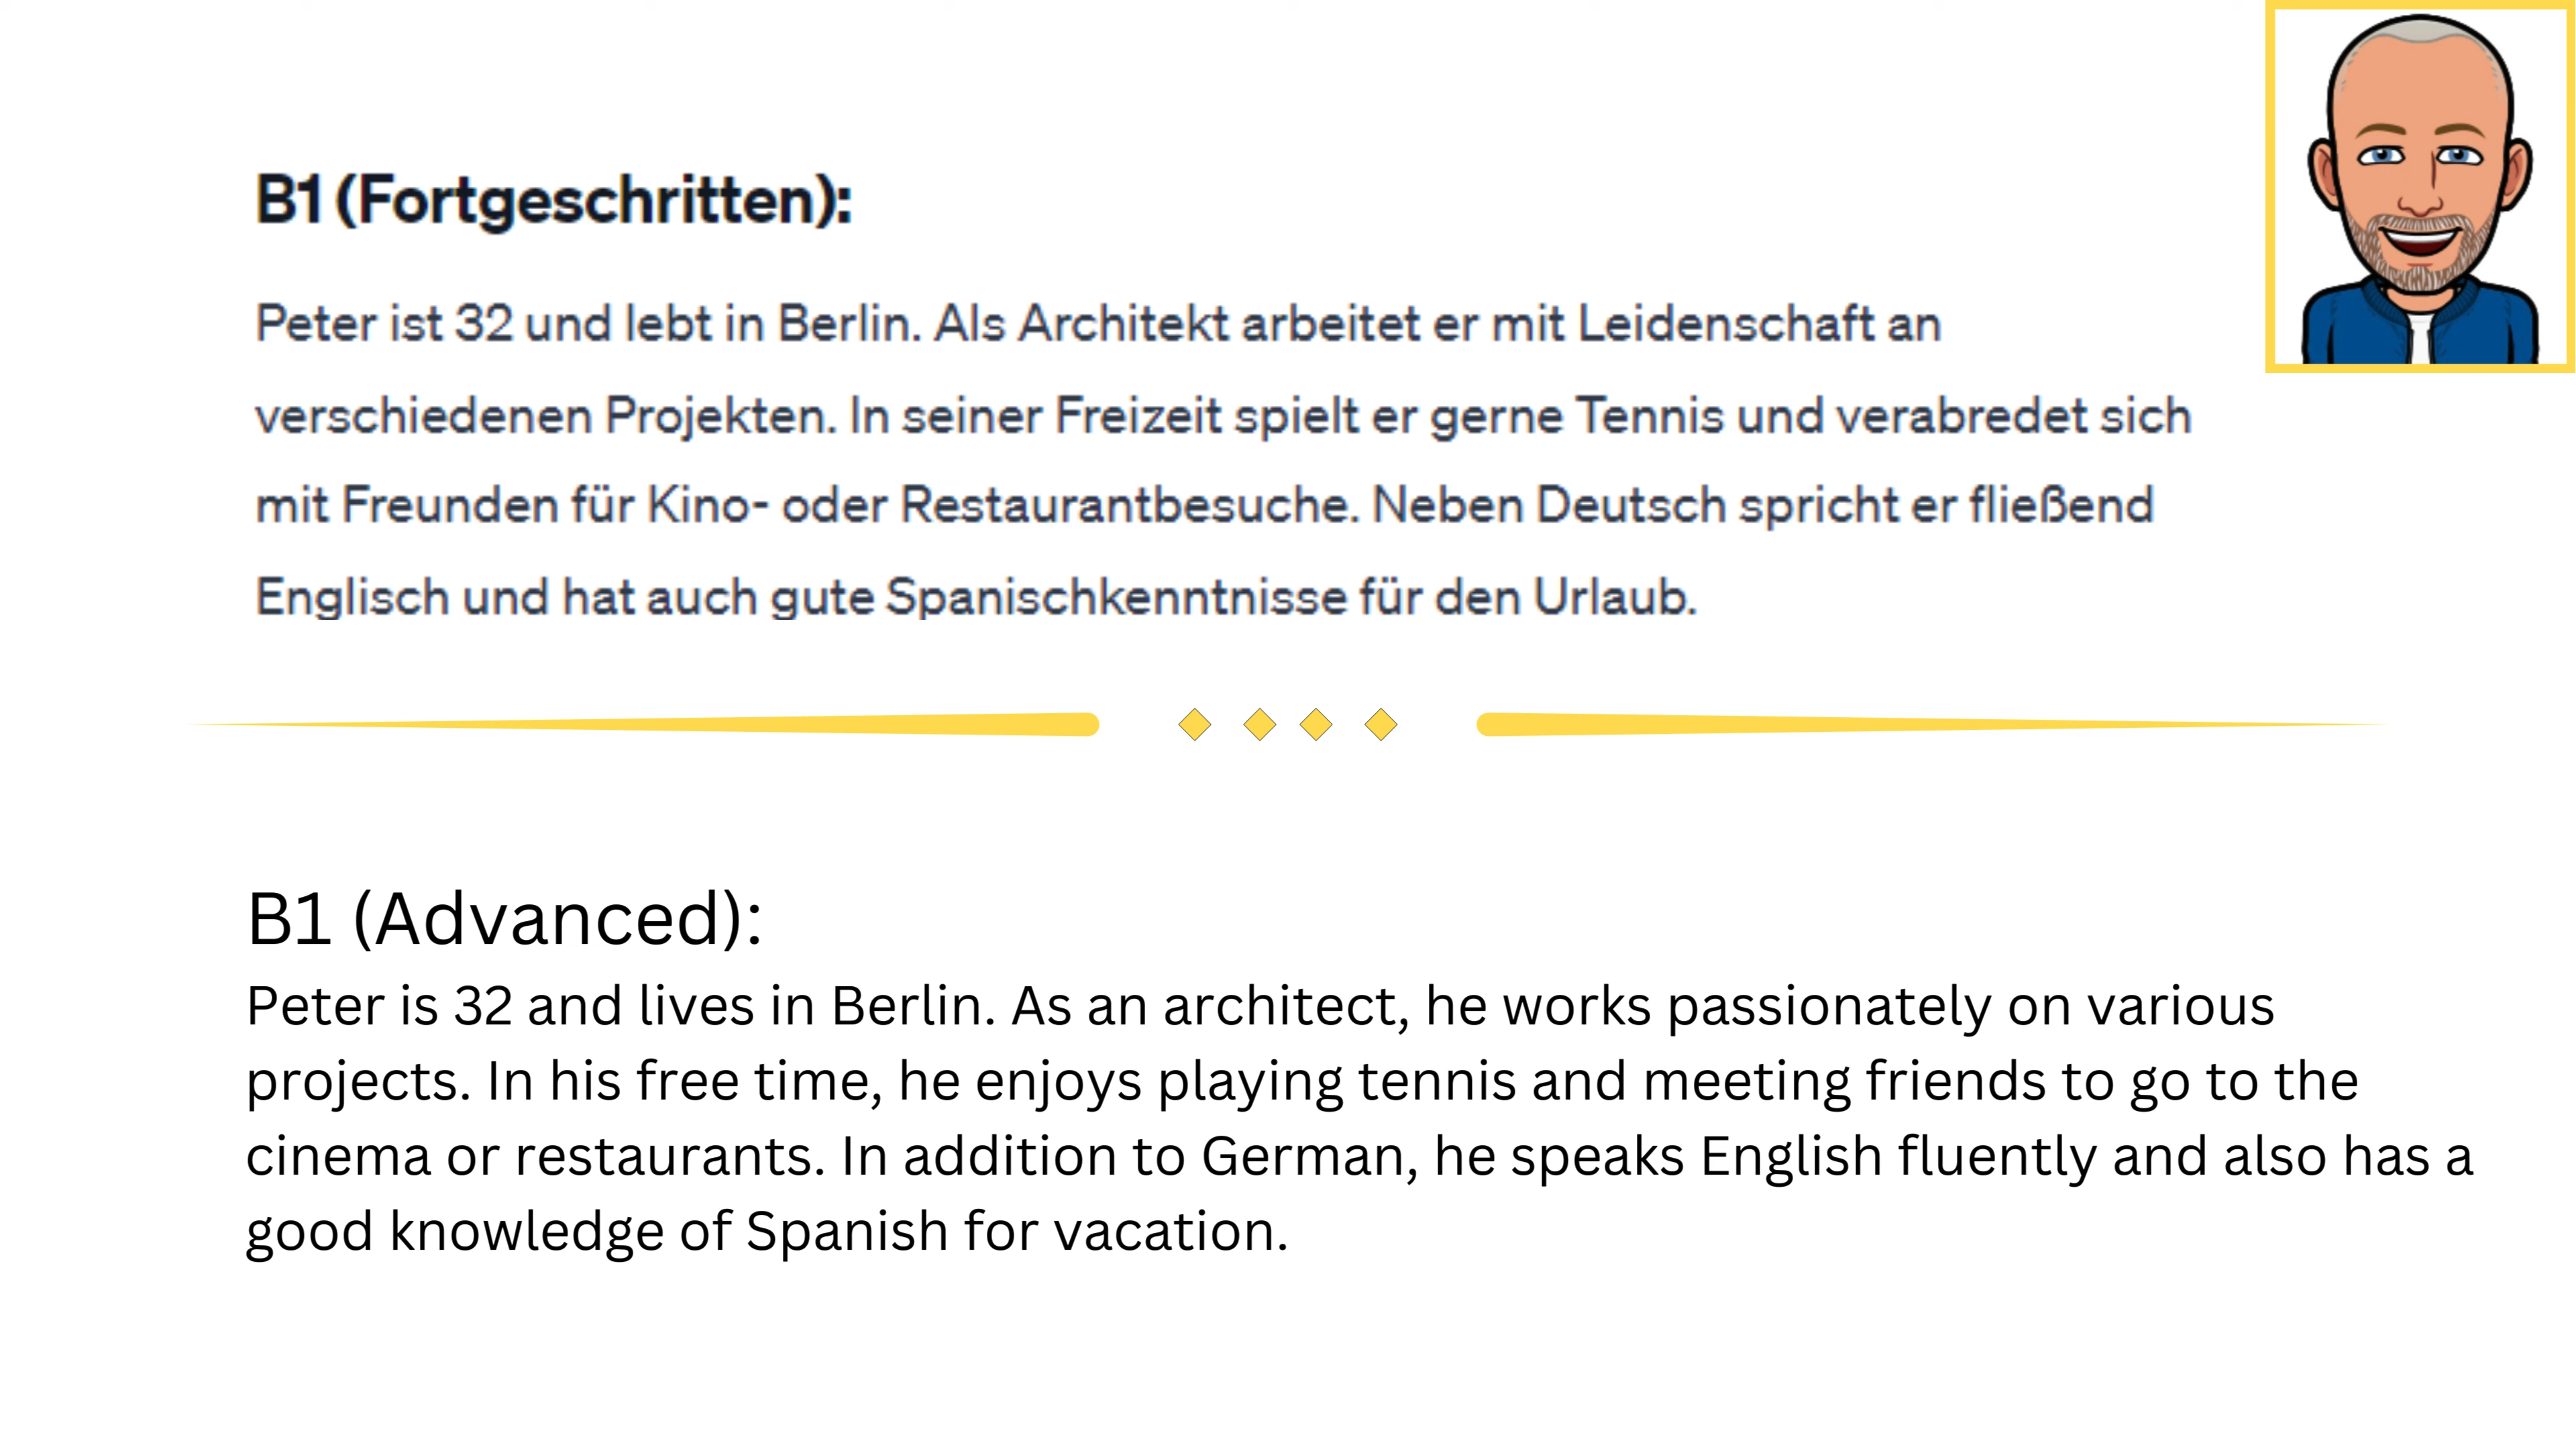 B1 (Fortgeschritten):
Peter ist 32 und lebt in Berlin. Als Architekt arbeitet er mit Leidenschaft an
verschiedenen Projekten. In seiner Freizeit spielt er gerne Tennis und verabredet sich
mit Freunden für Kino- oder Restaurantbesuche. Neben Deutsch spricht er fließend
Englisch und hat auch gute Spanischkenntnisse für den Urlaub.
B1 (Advanced):
Peter is 32 and lives in Berlin. As an architect, he works passionately on various
projects. In his free time, he enjoys playing tennis and meeting friends to go to the
cinema or restaurants. In addition to German, he speaks English fluently and also has a
good knowledge of Spanish for vacation.